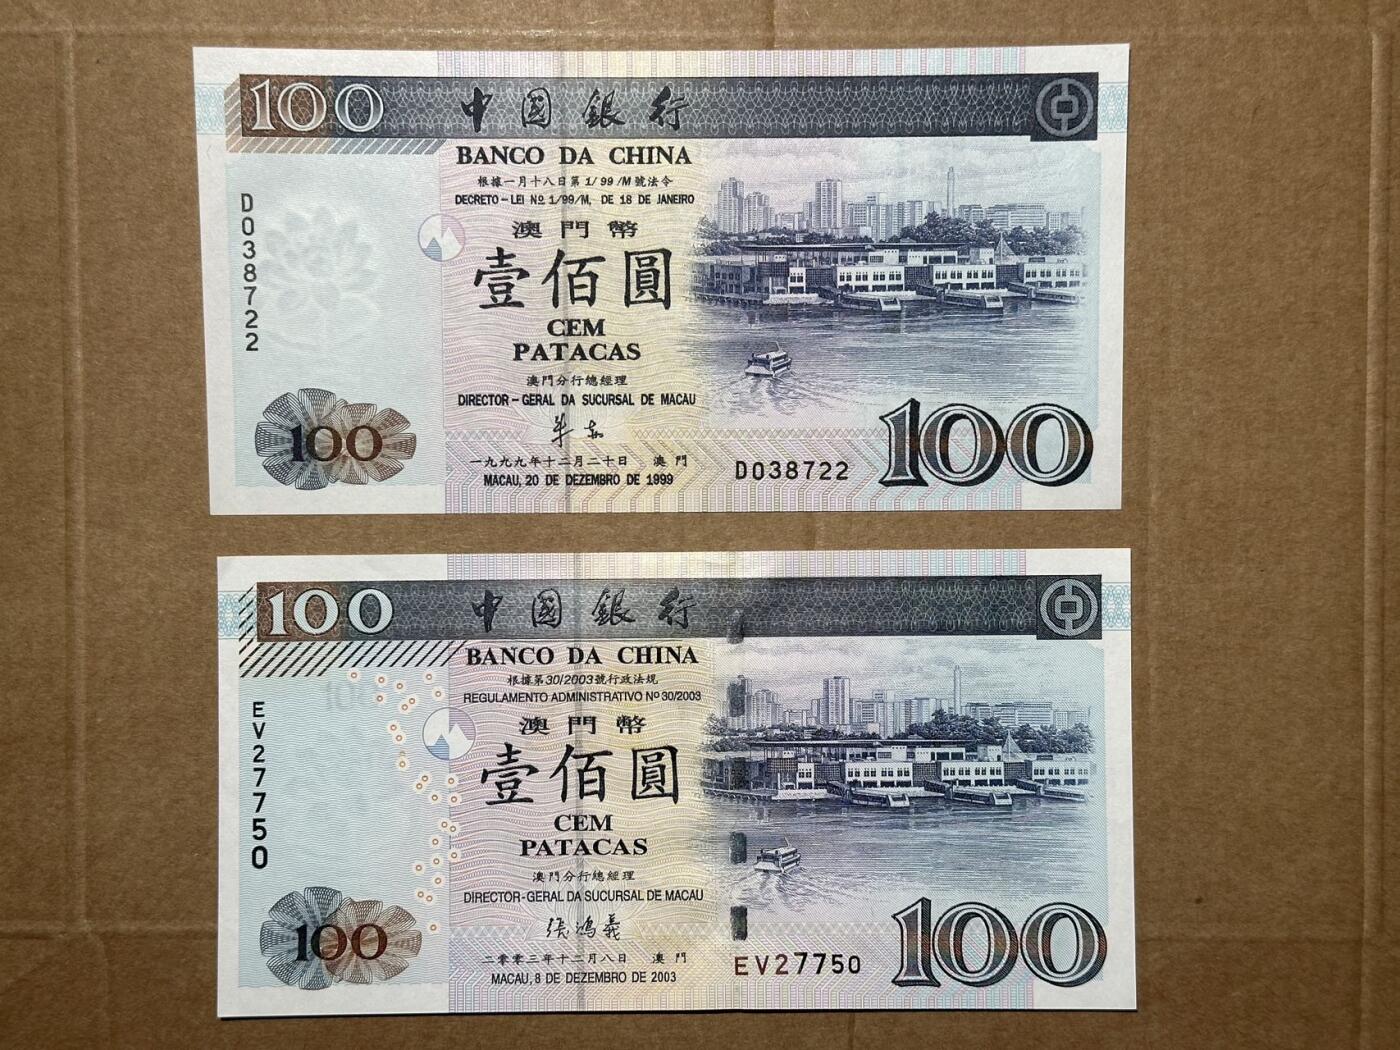 100 中國銀行
BANCO DA CHINA
根據一月十八日第1/99/M號法令
DECRETO-LEI Nº 1/99/M, DE 18 DE JANEIRO
澳門幣
壹佰圓
CEM
PATACAS
澳門分行總經理
DIRECTOR-GERAL DA SUCURSAL DE MACAU
一九九九年十二月二十日 澳門
MACAU, 20 DE DEZEMBRO DE 1999
D038722
100
D038722
100
100 中國銀行
BANCO DA CHINA
根據第30/2003號行政法規
REGULAMENTO ADMINISTRATIVO Nº 30/2003
澳門幣
壹佰圓
CEM
PATACAS
澳門分行總經理
DIRECTOR-GERAL DA SUCURSAL DE MACAU
張鴻義
二零零三年十二月八日 澳門
MACAU, 8 DE DEZEMBRO DE 2003
EV27750
100
EV27750
100